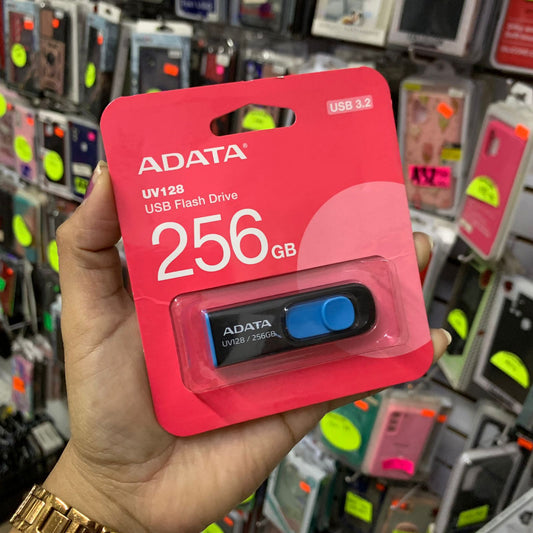 USB 3.2
ADATA
UV128
USB Flash Drive
256GB
ADATA
UV128 / 256GB